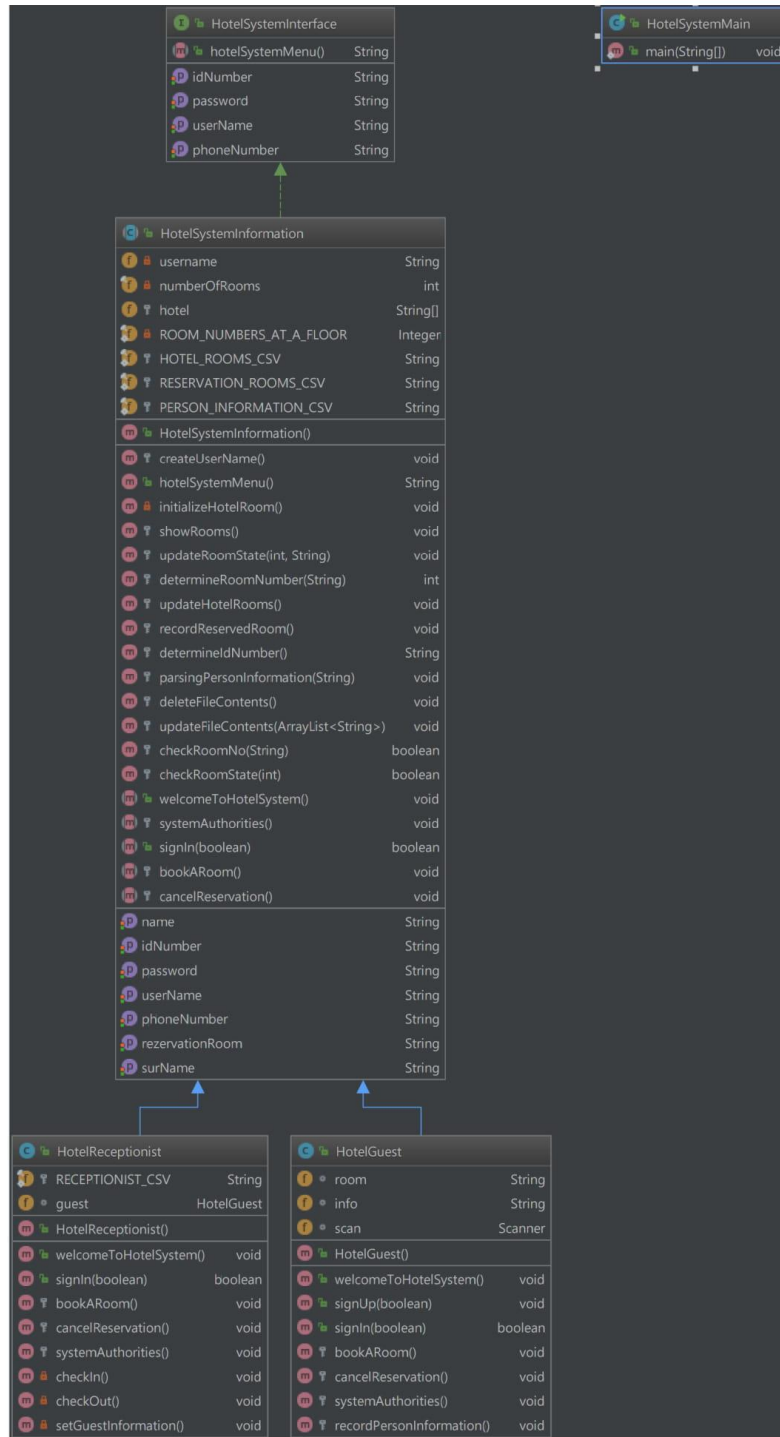 HotelSystemInterface
hotelSystemMenu() String
idNumber String
password String
userName String
phoneNumber String
HotelSystemMain
main(String[]) void
HotelSystemInformation
username String
numberOfRooms int
hotel String[]
ROOM_NUMBERS_AT_A_FLOOR Integer
HOTEL_ROOMS_CSV String
RESERVATION_ROOMS_CSV String
PERSON_INFORMATION_CSV String
HotelSystemInformation()
createUserName() void
hotelSystemMenu() String
initializeHotelRoom() void
showRooms() void
updateRoomState(int, String) void
determineRoomNumber(String) int
updateHotelRooms() void
recordReservedRoom() void
determineIdNumber() String
parsingPersonInformation(String) void
deleteFileContents() void
updateFileContents(ArrayList<String>) void
checkRoomNo(String) boolean
checkRoomState(int) boolean
welcomeToHotelSystem() void
systemAuthorities() void
signIn(boolean) boolean
bookARoom() void
cancelReservation() void
name String
idNumber String
password String
userName String
phoneNumber String
rezervationRoom String
surName String
HotelReceptionist
RECEPTIONIST_CSV String
guest HotelGuest
HotelReceptionist()
welcomeToHotelSystem() void
signIn(boolean) boolean
bookARoom() void
cancelReservation() void
systemAuthorities() void
checkIn() void
checkOut() void
setGuestInformation() void
HotelGuest
room String
info String
scan Scanner
HotelGuest()
welcomeToHotelSystem() void
signUp(boolean) void
signIn(boolean) boolean
bookARoom() void
cancelReservation() void
systemAuthorities() void
recordPersonInformation() void